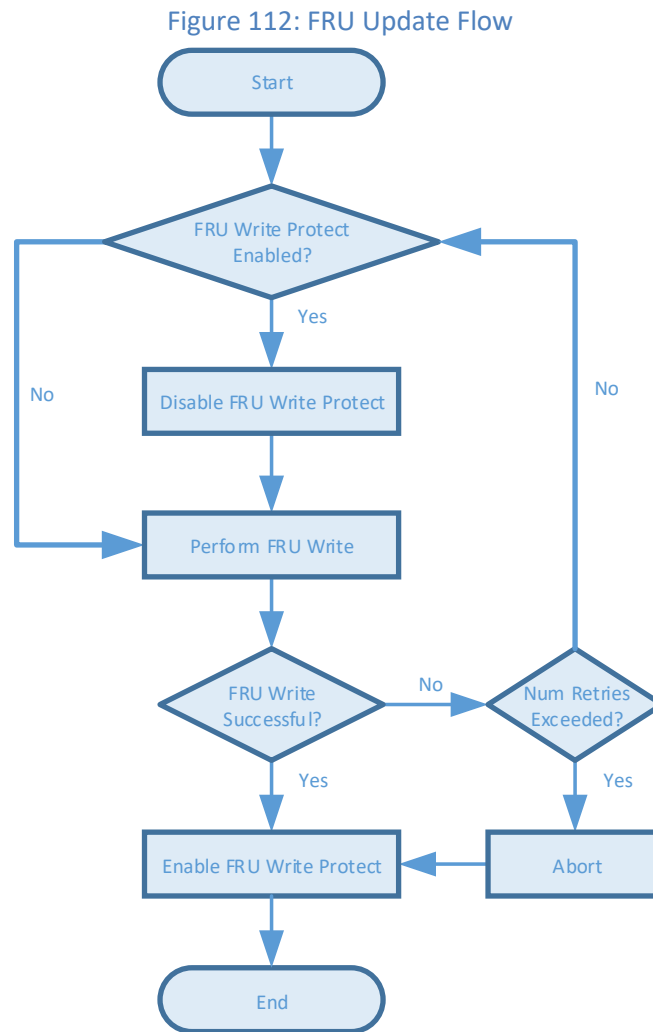 Figure 112: FRU Update Flow
Start
FRU Write Protect
Enabled?
Yes
No
No
Disable FRU Write Protect
Perform FRU Write
FRU Write
Successful?
No
Num Retries
Exceeded?
Yes
Yes
Enable FRU Write Protect
Abort
End